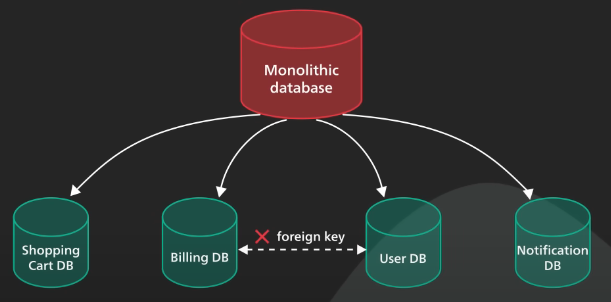 Monolithic
database
foreign key
Shopping
Cart DB
Billing DB
User DB
Notification
DB